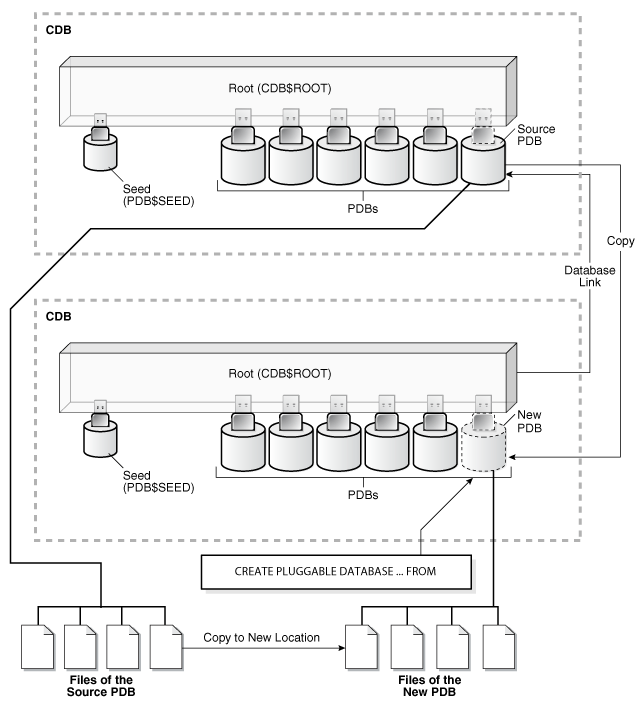 CDB
Root (CDB$ROOT)
Source
PDB
Seed
(PDB$SEED)
PDBs
Copy
Database
Link
CDB
Root (CDB$ROOT)
New
PDB
Seed
(PDB$SEED)
PDBs
CREATE PLUGGABLE DATABASE ... FROM
Copy to New Location
Files of the
Source PDB
Files of the
New PDB